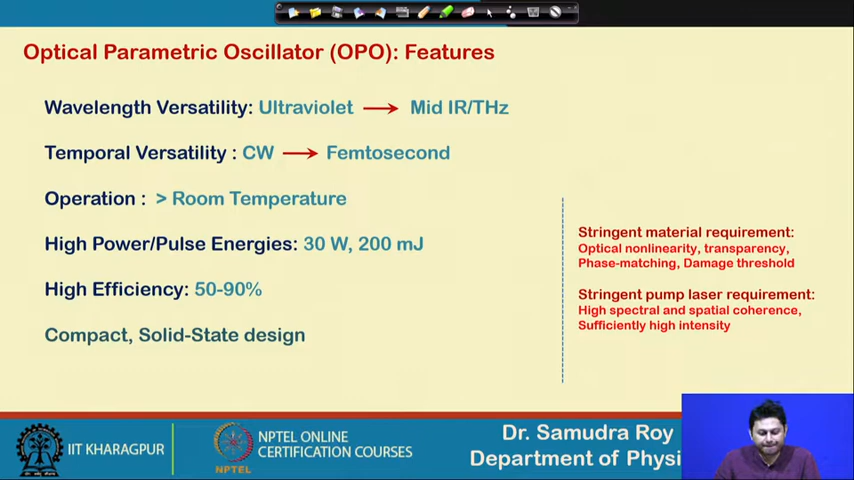 Optical Parametric Oscillator (OPO): Features
Wavelength Versatility: Ultraviolet → Mid IR/THz
Temporal Versatility : CW → Femtosecond
Operation : > Room Temperature
High Power/Pulse Energies: 30 W, 200 mJ
High Efficiency: 50-90%
Compact, Solid-State design
Stringent material requirement:
Optical nonlinearity, transparency,
Phase-matching, Damage threshold
Stringent pump laser requirement:
High spectral and spatial coherence,
Sufficiently high intensity
IIT KHARAGPUR
NPTEL
NPTEL ONLINE
CERTIFICATION COURSES
Dr. Samudra Roy
Department of Physi